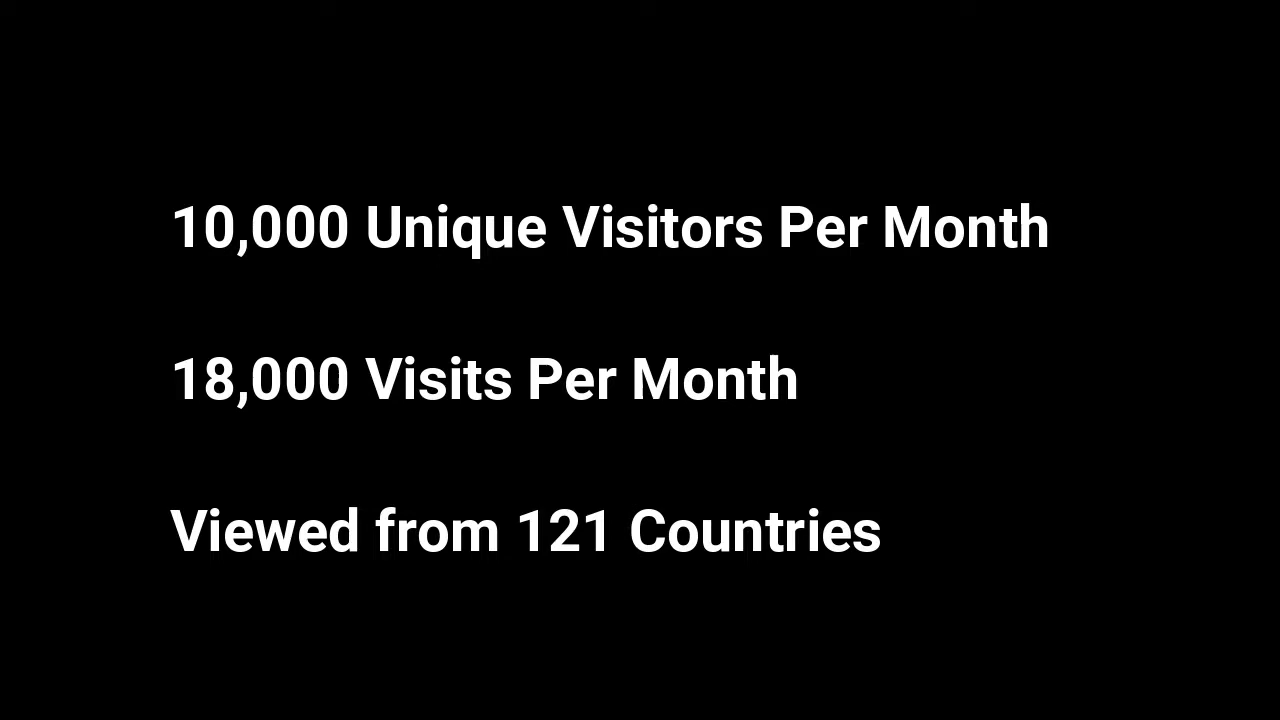 10,000 Unique Visitors Per Month
18,000 Visits Per Month
Viewed from 121 Countries